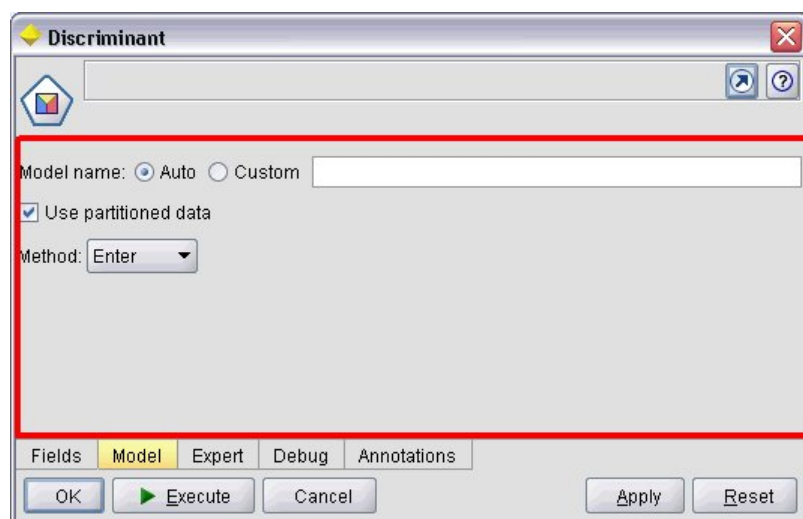 Discriminant
Model name: Auto Custom
Use partitioned data
Method: Enter
Fields Model Expert Debug Annotations
OK Execute Cancel Apply Reset